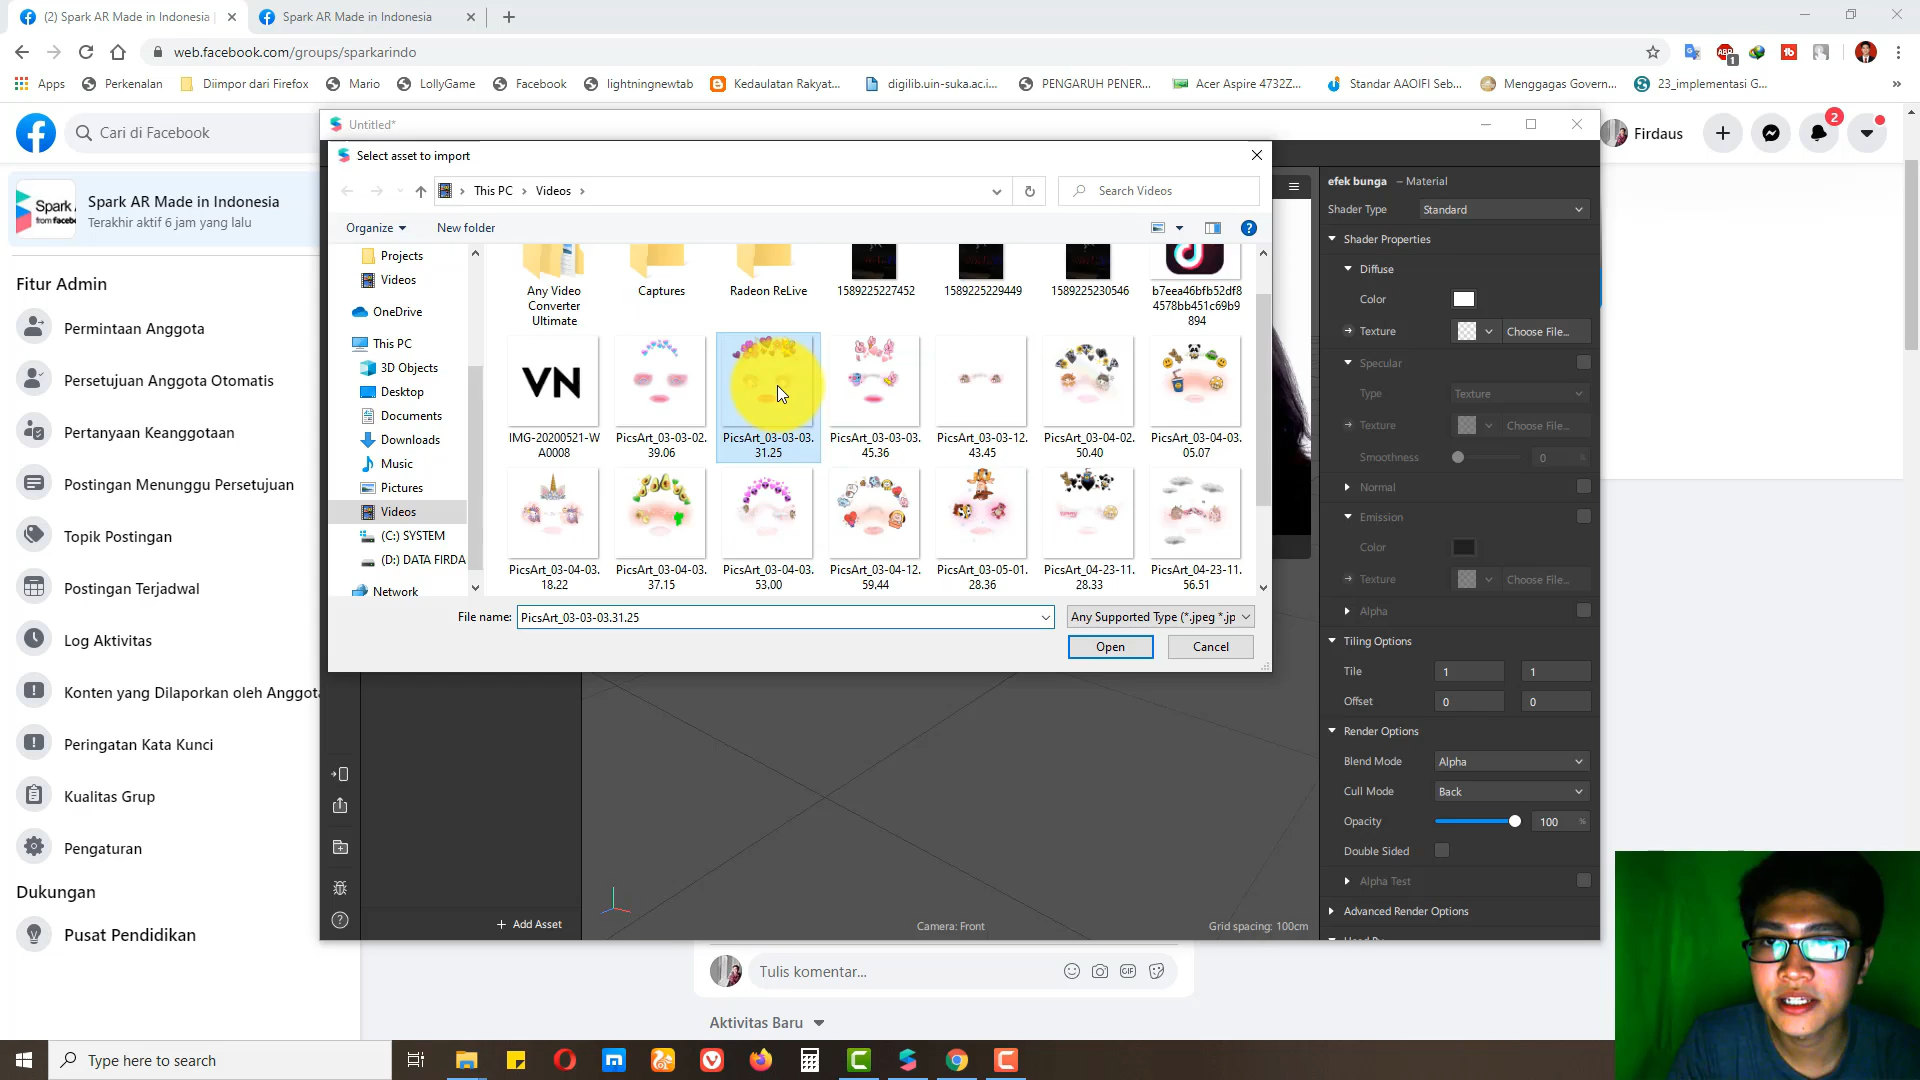 (2) Spark AR Made in Indonesia |
Spark AR Made in Indonesia
web.facebook.com/groups/sparkarindo
Apps
Perkenalan
Diimpor dari Firefox
Mario
LollyGame
Facebook
lightningnewtab
Kedaulatan Rakyat...
digilib.uin-suka.ac.i...
PENGARUH PENER...
Acer Aspire 4732Z...
Standar AAOIFI Seb...
Menggagas Govern...
23_implementasi G...
»
Cari di Facebook
Untitled*
Firdaus
2
Spark AR Made in Indonesia
Terakhir aktif 6 jam yang lalu
Fitur Admin
Permintaan Anggota
Persetujuan Anggota Otomatis
Pertanyaan Keanggotaan
Postingan Menunggu Persetujuan
Topik Postingan
Postingan Terjadwal
Log Aktivitas
Konten yang Dilaporkan oleh Anggota
Peringatan Kata Kunci
Kualitas Grup
Pengaturan
Dukungan
Pusat Pendidikan
Select asset to import
This PC
Videos
Search Videos
Organize
New folder
Projects
Videos
OneDrive
This PC
3D Objects
Desktop
Documents
Downloads
Music
Pictures
Videos
(C:) SYSTEM
(D:) DATA FIRDA
Network
Any Video
Converter
Ultimate
Captures
Radeon ReLive
1589225227452
1589225229449
1589225230546
b7eea46bfb52df8
4578bb451c69b9
894
VN
IMG-20200521-W
A0008
PicsArt_03-03-02.
39.06
PicsArt_03-03-03.
31.25
PicsArt_03-03-03.
45.36
PicsArt_03-03-12.
43.45
PicsArt_03-04-02.
50.40
PicsArt_03-04-03.
05.07
PicsArt_03-04-03.
18.22
PicsArt_03-04-03.
37.15
PicsArt_03-04-03.
53.00
PicsArt_03-04-12.
59.44
PicsArt_03-05-01.
28.36
PicsArt_04-23-11.
28.33
PicsArt_04-23-11.
56.51
File name:
PicsArt_03-03-03.31.25
Any Supported Type (*.jpeg *.jp
Open
Cancel
efek bunga – Material
Shader Type
Standard
Shader Properties
Diffuse
Color
Texture
Choose File...
Specular
Type
Texture
Texture
Choose File...
Smoothness
0
%
Normal
Emission
Color
Texture
Choose File...
Alpha
Tiling Options
Tile
1
1
Offset
0
0
Render Options
Blend Mode
Alpha
Cull Mode
Back
Opacity
100
%
Double Sided
Alpha Test
Advanced Render Options
Add Asset
Camera: Front
Grid spacing: 100cm
Tulis komentar...
GIF
Aktivitas Baru
Type here to search